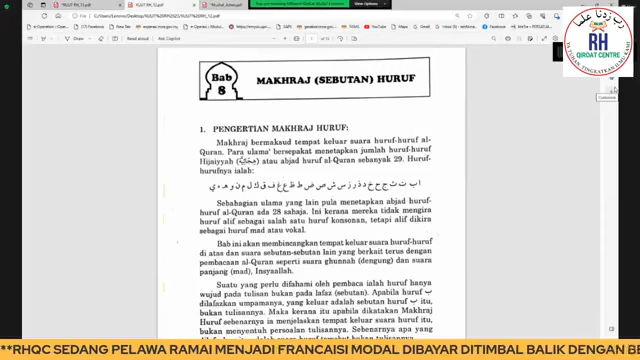 Bab
8
MAKHRAJ (SEBUTAN) HURUF
1. PENGERTIAN MAKHRAJ HURUF:
Makhraj bermaksud tempat keluar suara huruf-huruf al-
Quran. Para ulama' bersepakat menetapkan jumlah huruf-huruf
Hijaiyyah (هِجَائِيَّة) atau abjad huruf al-Quran sebanyak 29. Huruf-
hurufnya ialah:
ا ب ت ث ج ح خ د ذ ر ز س ش ص ض ط ظ ع غ ف ق ك ل م ن و هـ ء ي
Sebahagian ulama yang lain pula menetapkan abjad huruf-
huruf al-Quran ada 28 sahaja. Ini kerana mereka tidak mengira
huruf alif sebagai salah satu huruf konsonan, tetapi alif dikira
sebagai huruf mad atau vokal.
Bab ini akan membincangkan tempat keluar suara huruf-huruf
di atas dan suara sebutan-sebutan lain yang berkait terus dengan
pembacaan al-Quran seperti suara ghunnah (dengung) dan suara
panjang (mad), Insyaallah.
Suatu yang perlu difahami oleh pembaca ialah huruf hanya
wujud pada tulisan bukan pada lafaz (sebutan). Apabila huruf ب
dilafazkan umpamanya, yang keluar adalah sebutan huruf ب itu,
bukan tulisannya. Maka kerana itu apabila dikatakan Makhraj
Huruf sebenarnya ia menjelaskan tempat keluar suara huruf itu,
bukan menyentuh persoalan tulisannya. Sebenarnya apa yang
رب زدنا علما
RH
QIROAT CENTRE
View Options
**RHQC SEDANG PELAWA RAMAI MENJADI FRANCAISI MODAL DIBAYAR DITIMBAL BALIK DENGAN B